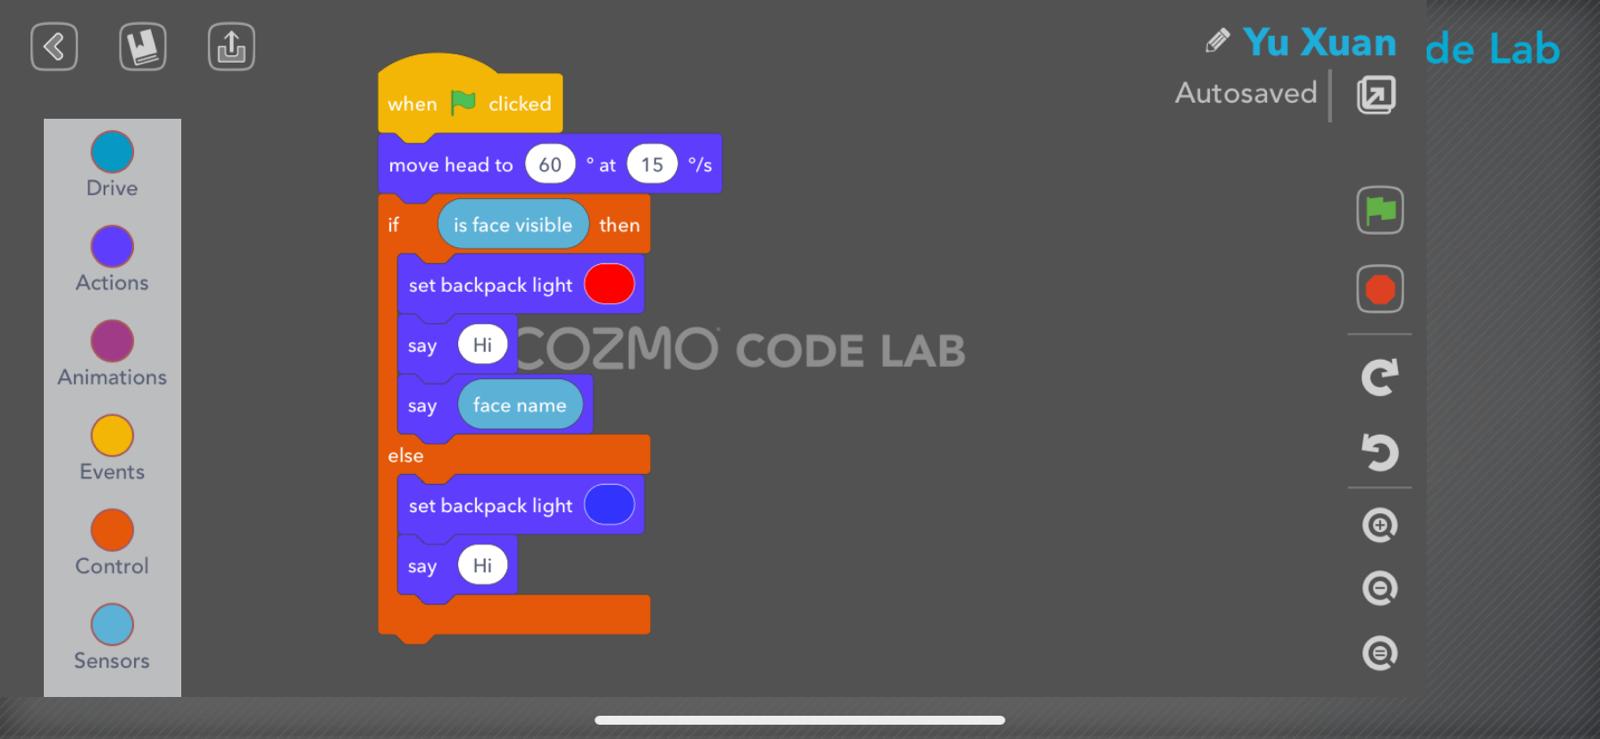 Yu Xuan
de Lab
Autosaved
Drive
Actions
Animations
Events
Control
Sensors
when clicked
move head to 60 ° at 15 °/s
if is face visible then
set backpack light
say Hi
say face name
else
set backpack light
say Hi
COZMO CODE LAB